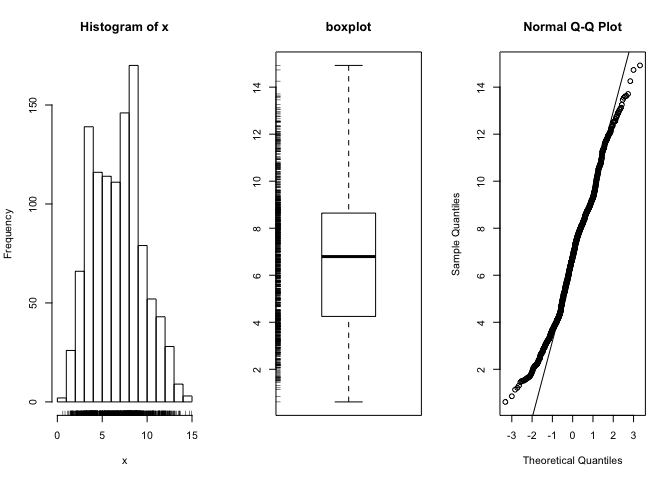 Histogram of x
Frequency
0
50
100
150
0 5 10 15
x
boxplot
2
4
6
8
10
12
14
Normal Q-Q Plot
Sample Quantiles
2
4
6
8
10
12
14
-3 -2 -1 0 1 2 3
Theoretical Quantiles